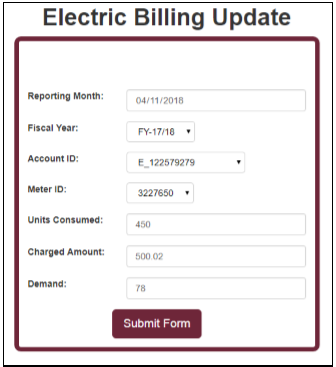 Electric Billing Update
Reporting Month: 04/11/2018
Fiscal Year: FY-17/18
Account ID: E_122579279
Meter ID: 3227650
Units Consumed: 450
Charged Amount: 500.02
Demand: 78
Submit Form